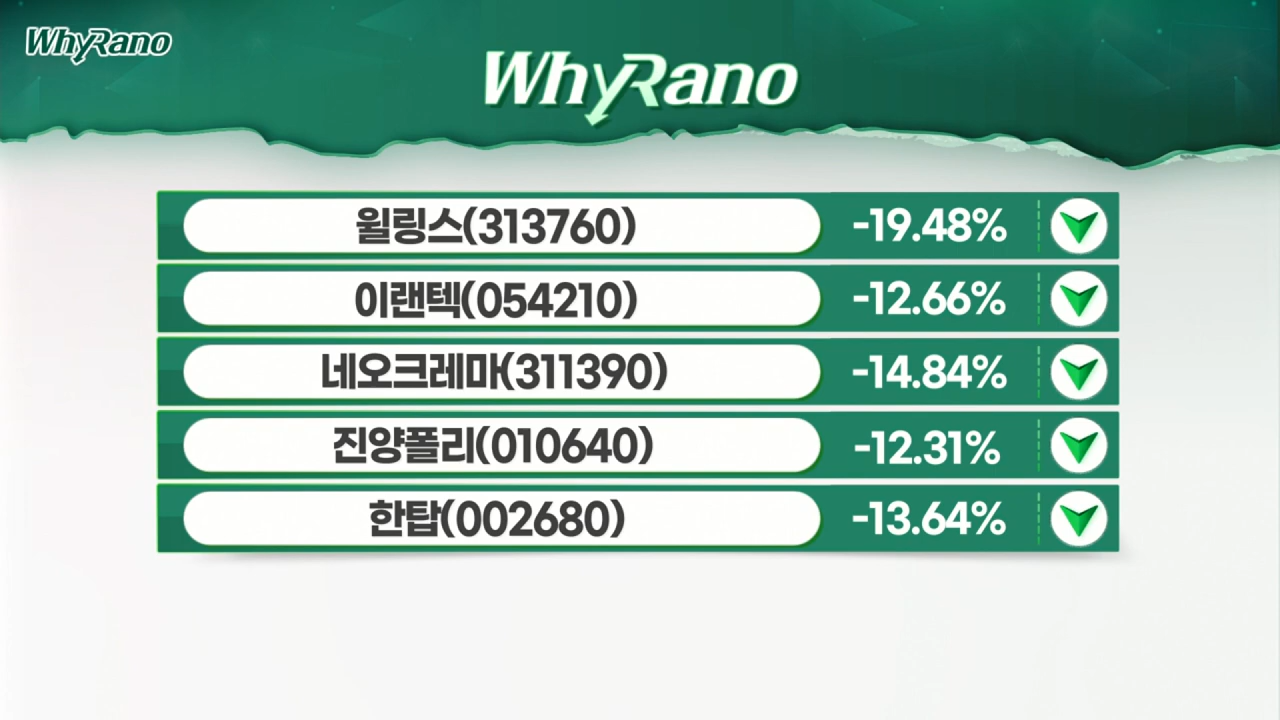 WhyRano
WhyRano
윌링스(313760) -19.48%
이랜텍(054210) -12.66%
네오크레마(311390) -14.84%
진양폴리(010640) -12.31%
한탑(002680) -13.64%